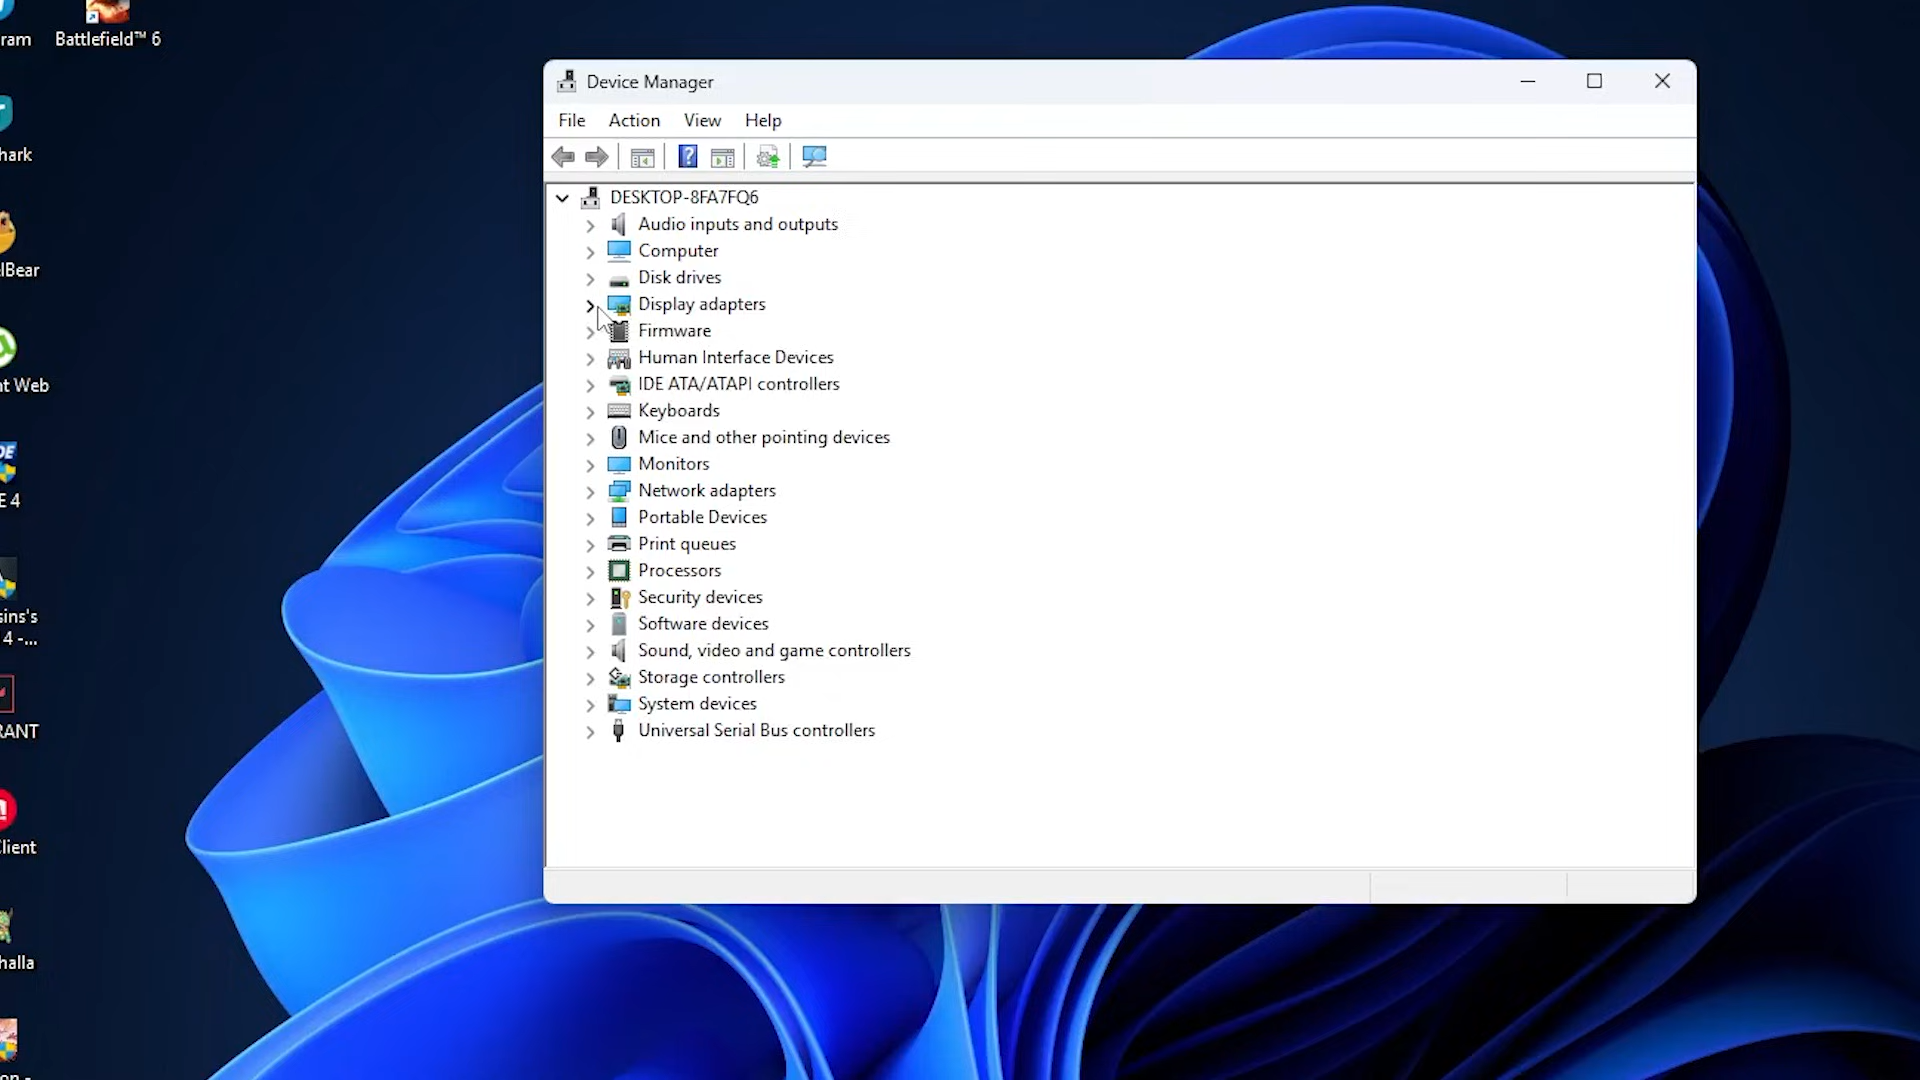 ram
Battlefield™ 6
hark
lBear
nt Web
E 4
sins's
4 -...
RANT
Client
halla
Device Manager
File Action View Help
DESKTOP-8FA7FQ6
Audio inputs and outputs
Computer
Disk drives
Display adapters
Firmware
Human Interface Devices
IDE ATA/ATAPI controllers
Keyboards
Mice and other pointing devices
Monitors
Network adapters
Portable Devices
Print queues
Processors
Security devices
Software devices
Sound, video and game controllers
Storage controllers
System devices
Universal Serial Bus controllers